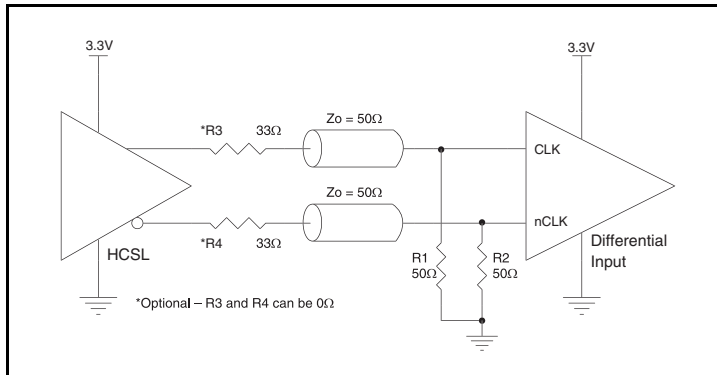 3.3V
3.3V
*R3
33Ω
Zo = 50Ω
CLK
Zo = 50Ω
nCLK
*R4
33Ω
HCSL
R1
50Ω
R2
50Ω
Differential
Input
*Optional – R3 and R4 can be 0Ω